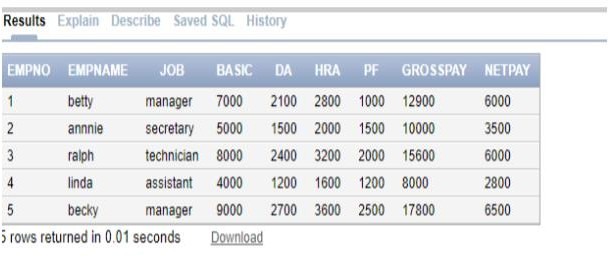 Results Explain Describe Saved SQL History
EMPNO EMPNAME JOB BASIC DA HRA PF GROSSPAY NETPAY
1 betty manager 7000 2100 2800 1000 12900 6000
2 annnie secretary 5000 1500 2000 1500 10000 3500
3 ralph technician 8000 2400 3200 2000 15600 6000
4 linda assistant 4000 1200 1600 1200 8000 2800
5 becky manager 9000 2700 3600 2500 17800 6500
5 rows returned in 0.01 seconds Download